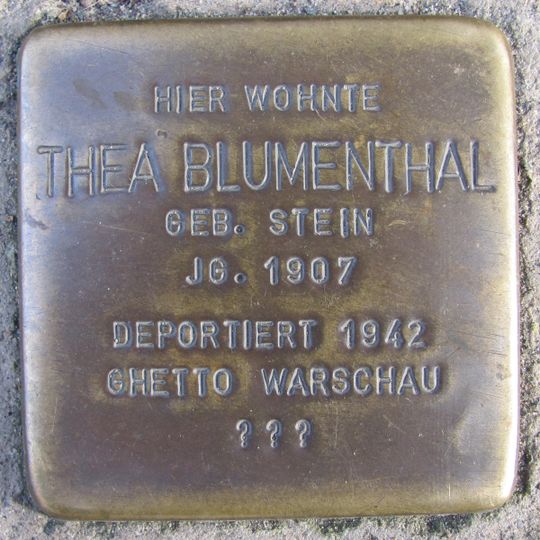 HIER WOHNTE
THEA BLUMENTHAL
GEB. STEIN
JG. 1907
DEPORTIERT 1942
GHETTO WARSCHAU
???